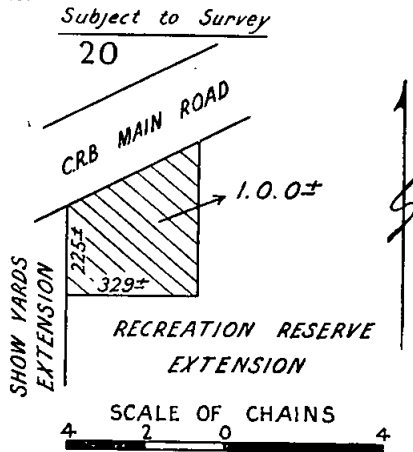 Subject to Survey
20
C.R.B. MAIN ROAD
1.0.0±
225±
329±
SHOW YARDS
EXTENSION
RECREATION RESERVE
EXTENSION
SCALE OF CHAINS
4 2 0 4